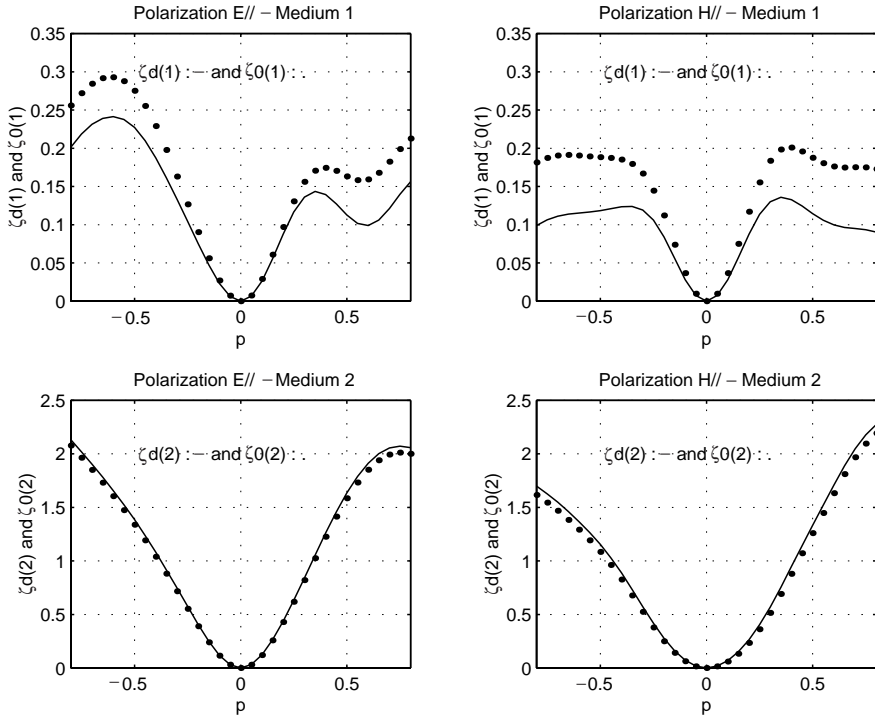 Polarization E// – Medium 1
ζd(1) and ζ0(1)
0.35
0.3
0.25
0.2
0.15
0.1
0.05
0
ζd(1) :– and ζ0(1) : .
−0.5
0
0.5
p
Polarization H// – Medium 1
ζd(1) and ζ0(1)
0.35
0.3
0.25
0.2
0.15
0.1
0.05
0
ζd(1) :– and ζ0(1) : .
−0.5
0
0.5
p
Polarization E// –Medium 2
ζd(2) and ζ0(2)
2.5
2
1.5
1
0.5
0
ζd(2) :– and ζ0(2) : .
−0.5
0
0.5
p
Polarization H// – Medium 2
ζd(2) and ζ0(2)
2.5
2
1.5
1
0.5
0
ζd(2) :– and ζ0(2) : .
−0.5
0
0.5
p